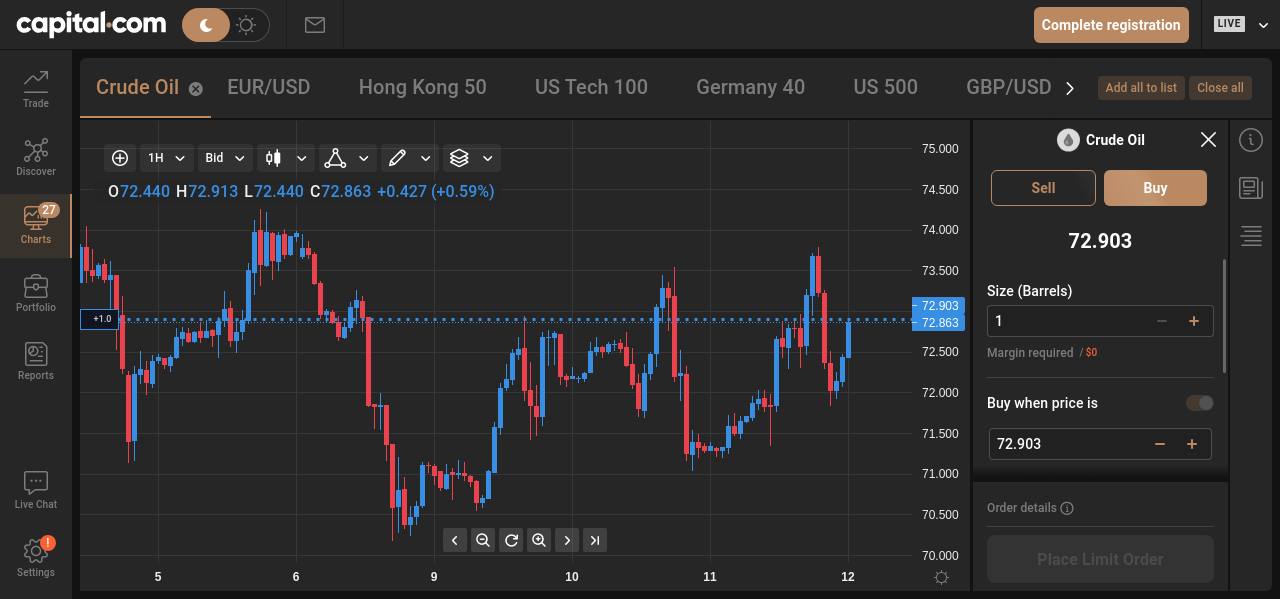 capital.com
Complete registration
LIVE
Trade
Discover
27
Charts
Portfolio
Reports
Live Chat
!
Settings
Crude Oil
EUR/USD
Hong Kong 50
US Tech 100
Germany 40
US 500
GBP/USD
Add all to list
Close all
1H
Bid
O72.440 H72.913 L72.440 C72.863 +0.427 (+0.59%)
+1.0
75.000
74.500
74.000
73.500
72.903
72.863
72.500
72.000
71.500
71.000
70.500
70.000
5
6
9
10
11
12
Crude Oil
Sell
Buy
72.903
Size (Barrels)
1
Margin required / $0
Buy when price is
72.903
Order details
Place Limit Order